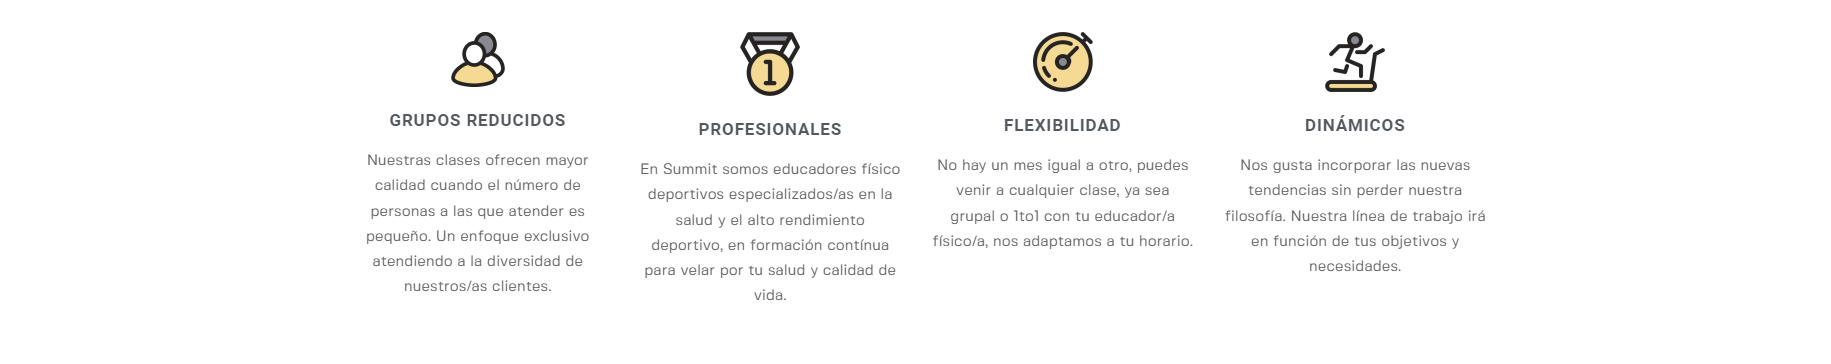 GRUPOS REDUCIDOS
Nuestras clases ofrecen mayor
calidad cuando el número de
personas a las que atender es
pequeño. Un enfoque exclusivo
atendiendo a la diversidad de
nuestros/as clientes.
1
PROFESIONALES
En Summit somos educadores físico
deportivos especializados/as en la
salud y el alto rendimiento
deportivo, en formación contínua
para velar por tu salud y calidad de
vida.
FLEXIBILIDAD
No hay un mes igual a otro, puedes
venir a cualquier clase, ya sea
grupal o 1to1 con tu educador/a
físico/a, nos adaptamos a tu horario.
DINÁMICOS
Nos gusta incorporar las nuevas
tendencias sin perder nuestra
filosofía. Nuestra línea de trabajo irá
en función de tus objetivos y
necesidades.